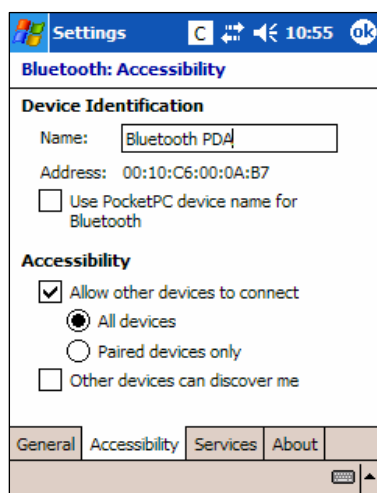 Settings C 10:55 ok
Bluetooth: Accessibility
Device Identification
Name: Bluetooth PDA
Address: 00:10:C6:00:0A:B7
Use PocketPC device name for
Bluetooth
Accessibility
Allow other devices to connect
All devices
Paired devices only
Other devices can discover me
General Accessibility Services About